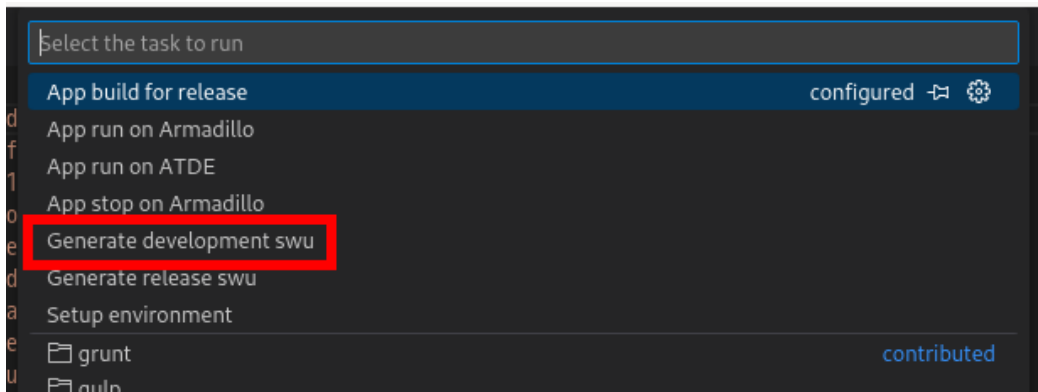 Select the task to run
App build for release configured
App run on Armadillo
App run on ATDE
App stop on Armadillo
Generate development swu
Generate release swu
Setup environment
grunt contributed
gulp